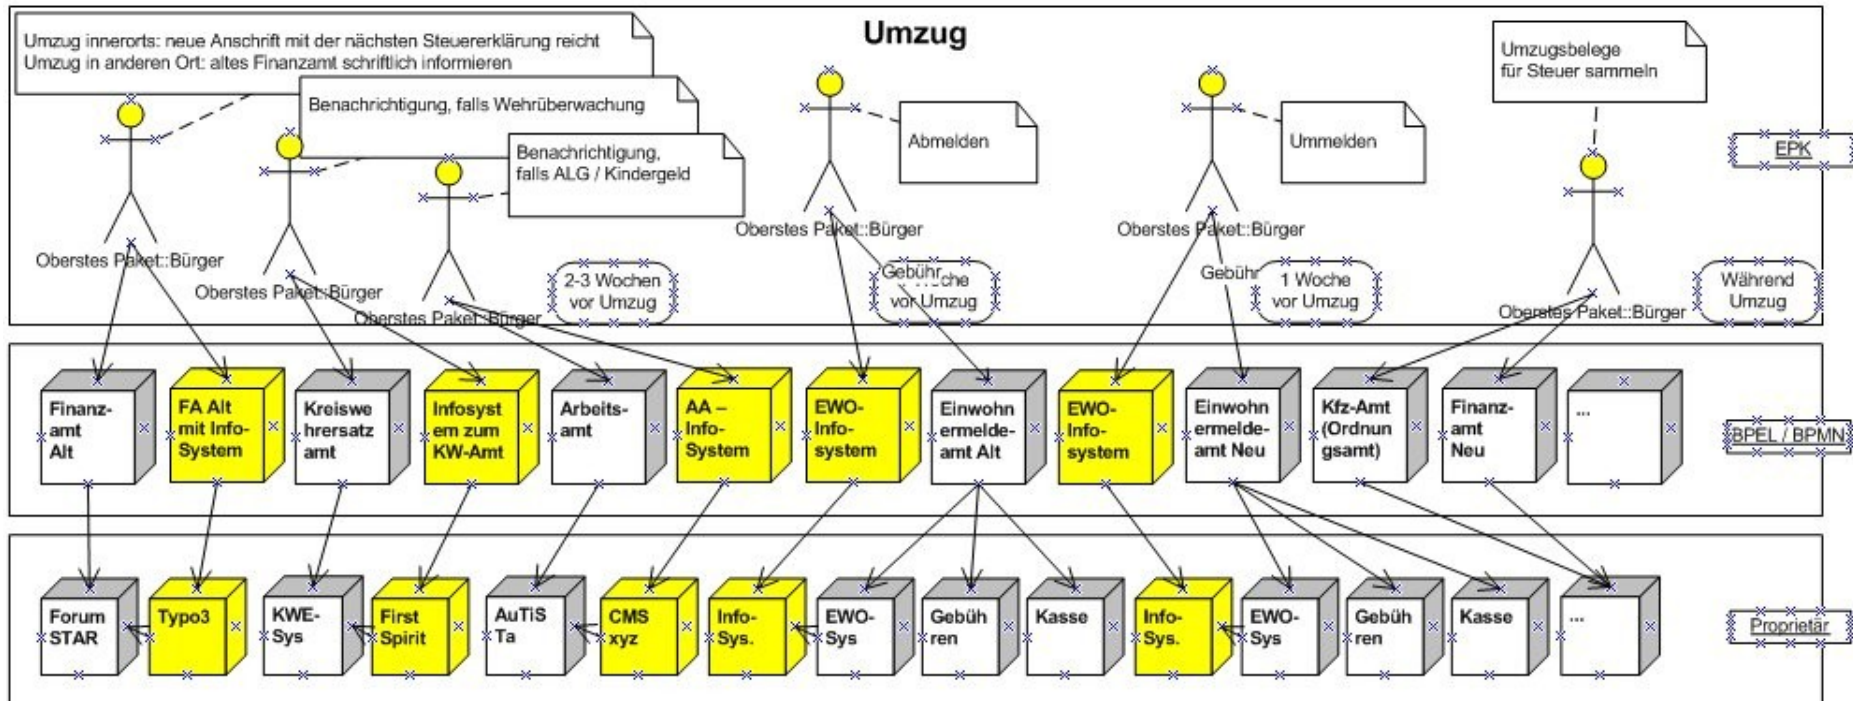 Umzug
Umzug innerorts: neue Anschrift mit der nächsten Steuererklärung reicht
Umzug in anderen Ort: altes Finanzamt schriftlich informieren
Benachrichtigung, falls Wehrüberwachung
Benachrichtigung,
falls ALG / Kindergeld
Abmelden
Ummelden
Umzugsbelege
für Steuer sammeln
EPK
Oberstes Paket::Bürger
Oberstes Paket::Bürger
Oberstes Paket::Bürger
Oberstes Paket::Bürger
Oberstes Paket::Bürger
Oberstes Paket::Bürger
2-3 Wochen
vor Umzug
Gebühr
vor Umzug
Gebühr
1 Woche
vor Umzug
Während
Umzug
Finanz-
amt
Alt
FA Alt
mit Info-
System
Kreiswe
hrersatz
amt
Infosyst
em zum
KW-Amt
Arbeits-
amt
AA –
Info-
System
EWO-
Info-
system
Einwohn
ermelde-
amt Alt
EWO-
Info-
system
Einwohn
ermelde-
amt Neu
Kfz-Amt
(Ordnun
gsamt)
Finanz-
amt
Neu
...
BPEL / BPMN
Forum
STAR
Typo3
KWE-
Sys
First
Spirit
AuTiS
Ta
CMS
xyz
Info-
Sys.
EWO-
Sys
Gebüh
ren
Kasse
Info-
Sys.
EWO-
Sys
Gebüh
ren
Kasse
...
Proprietär